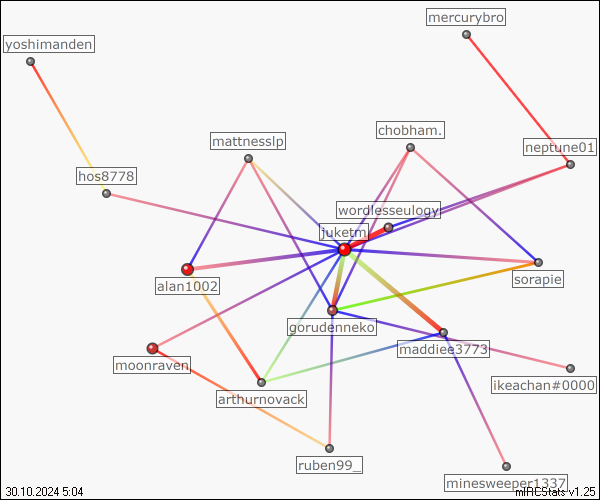 mercurybro
yoshimanden
chobham.
mattnesslp
neptune01
hos8778
wordlesseulogy
juketm
sorapie
alan1002
gorudenneko
maddiee3773
moonraven
ikeachan#0000
arthurnovack
ruben99_
minesweeper1337
30.10.2024 5:04
mIRCStats v1.25